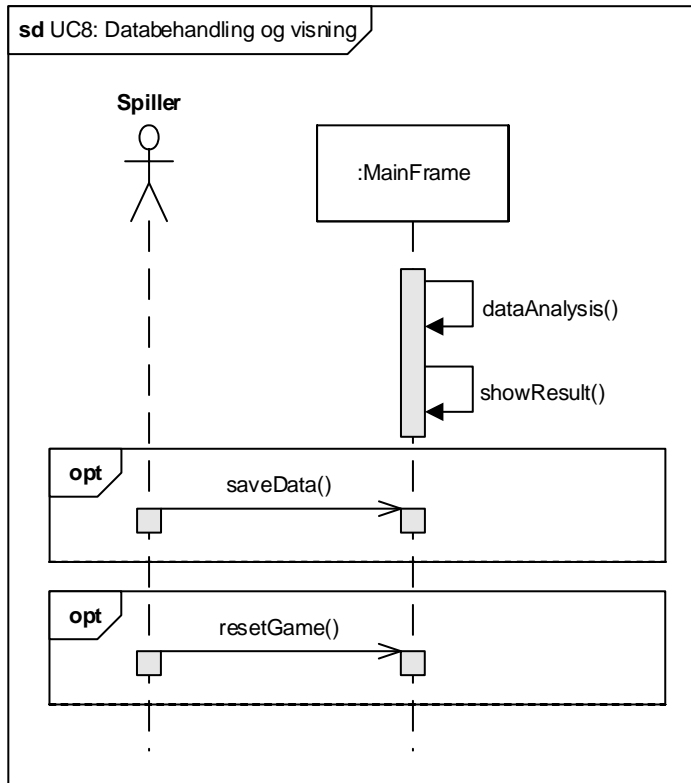 sd UC8: Databehandling og visning
Spiller
:MainFrame
dataAnalysis()
showResult()
opt
saveData()
opt
resetGame()